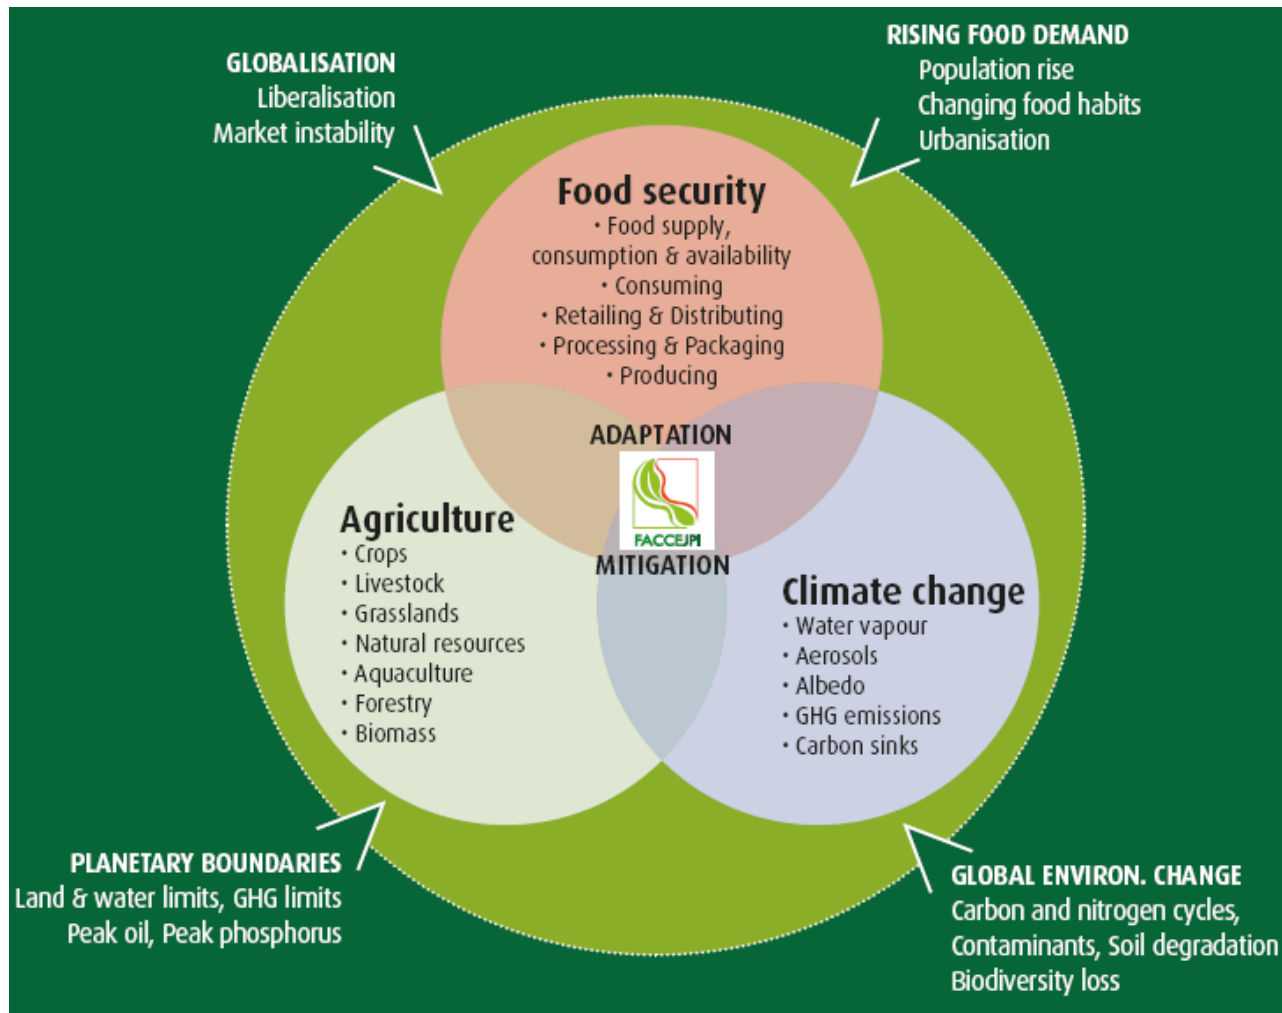 GLOBALISATION
Liberalisation
Market instability
RISING FOOD DEMAND
Population rise
Changing food habits
Urbanisation
Food security
• Food supply,
consumption & availability
• Consuming
• Retailing & Distributing
• Processing & Packaging
• Producing
ADAPTATION
FACCEJPI
MITIGATION
Agriculture
• Crops
• Livestock
• Grasslands
• Natural resources
• Aquaculture
• Forestry
• Biomass
Climate change
• Water vapour
• Aerosols
• Albedo
• GHG emissions
• Carbon sinks
PLANETARY BOUNDARIES
Land & water limits, GHG limits
Peak oil, Peak phosphorus
GLOBAL ENVIRON. CHANGE
Carbon and nitrogen cycles,
Contaminants, Soil degradation
Biodiversity loss